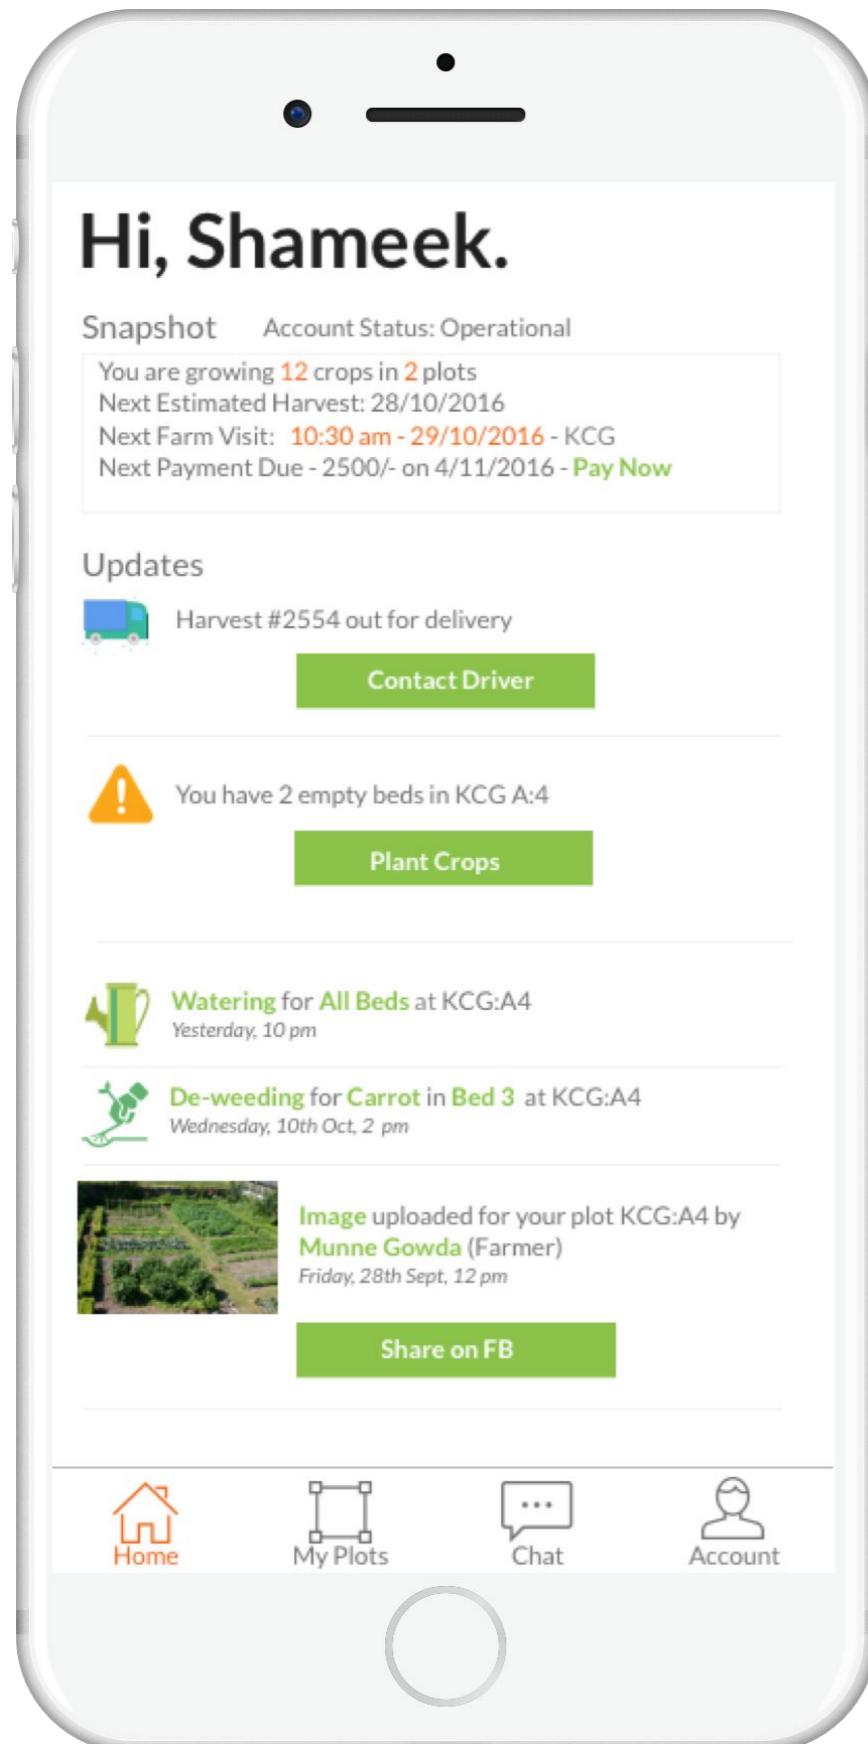 Hi, Shameek.
Snapshot Account Status: Operational
You are growing 12 crops in 2 plots
Next Estimated Harvest: 28/10/2016
Next Farm Visit: 10:30 am - 29/10/2016 - KCG
Next Payment Due - 2500/- on 4/11/2016 - Pay Now
Updates
Harvest #2554 out for delivery
Contact Driver
You have 2 empty beds in KCG A:4
Plant Crops
Watering for All Beds at KCG:A4
Yesterday, 10 pm
De-weeding for Carrot in Bed 3 at KCG:A4
Wednesday, 10th Oct, 2 pm
Image uploaded for your plot KCG:A4 by
Munne Gowda (Farmer)
Friday, 28th Sept, 12 pm
Share on FB
Home My Plots Chat Account